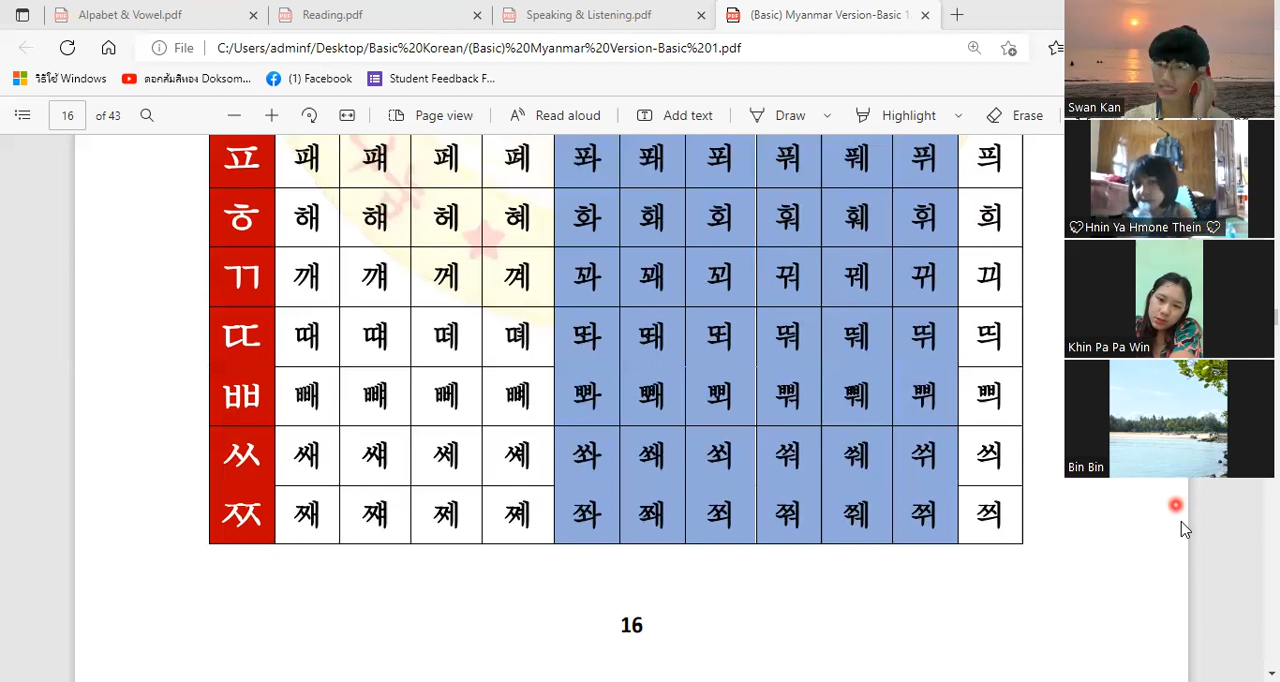 Alpabet & Vowel.pdf
Reading.pdf
Speaking & Listening.pdf
(Basic) Myanmar Version-Basic 1
File
C:/Users/adminf/Desktop/Basic%20Korean/(Basic)%20Myanmar%20Version-Basic%201.pdf
วิธีใช้ Windows
ดอกส้มสีทอง Doksom...
(1) Facebook
Student Feedback F...
16 of 43
Page view
Read aloud
Add text
Draw
Highlight
Erase
ㅍ 패 퍠 페 폐 퐈 퐤 푀 풔 풰 퓌 픠
ㅎ 해 햬 헤 혜 화 홰 회 훠 훼 휘 희
ㄲ 깨 꺠 께 꼐 꽈 꽤 꾀 꿔 꿰 뀌 끠
ㄸ 때 떄 떼 뗴 똬 뙈 뙤 뚸 뛔 뛰 띄
ㅃ 빼 뺴 뻬 뼤 뽜 뽸 뾔 뿨 쀄 쀠 쁴
ㅆ 쌔 썌 쎄 쎼 쏴 쐐 쐬 쒀 쒜 쒸 씌
ㅉ 째 쨰 쩨 쪠 쫘 쫴 쬐 쭤 쮀 쮜 쯰
16
Swan Kan
♡Hnin Ya Hmone Thein ♡
Khin Pa Pa Win
Bin Bin